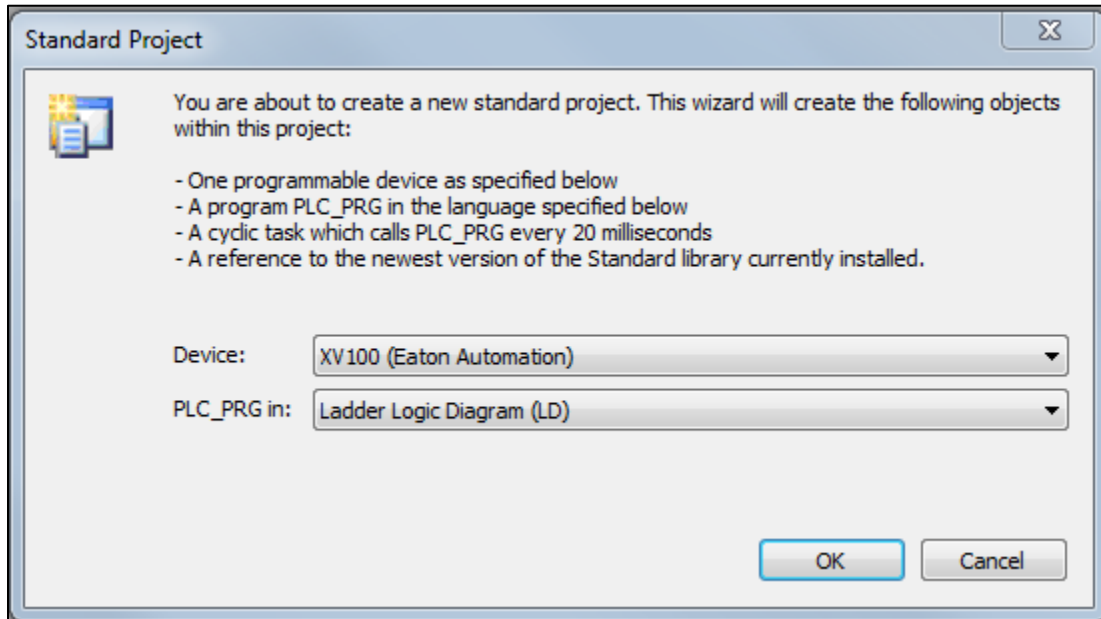 Standard Project
You are about to create a new standard project. This wizard will create the following objects
within this project:
- One programmable device as specified below
- A program PLC_PRG in the language specified below
- A cyclic task which calls PLC_PRG every 20 milliseconds
- A reference to the newest version of the Standard library currently installed.
Device: XV100 (Eaton Automation)
PLC_PRG in: Ladder Logic Diagram (LD)
OK Cancel